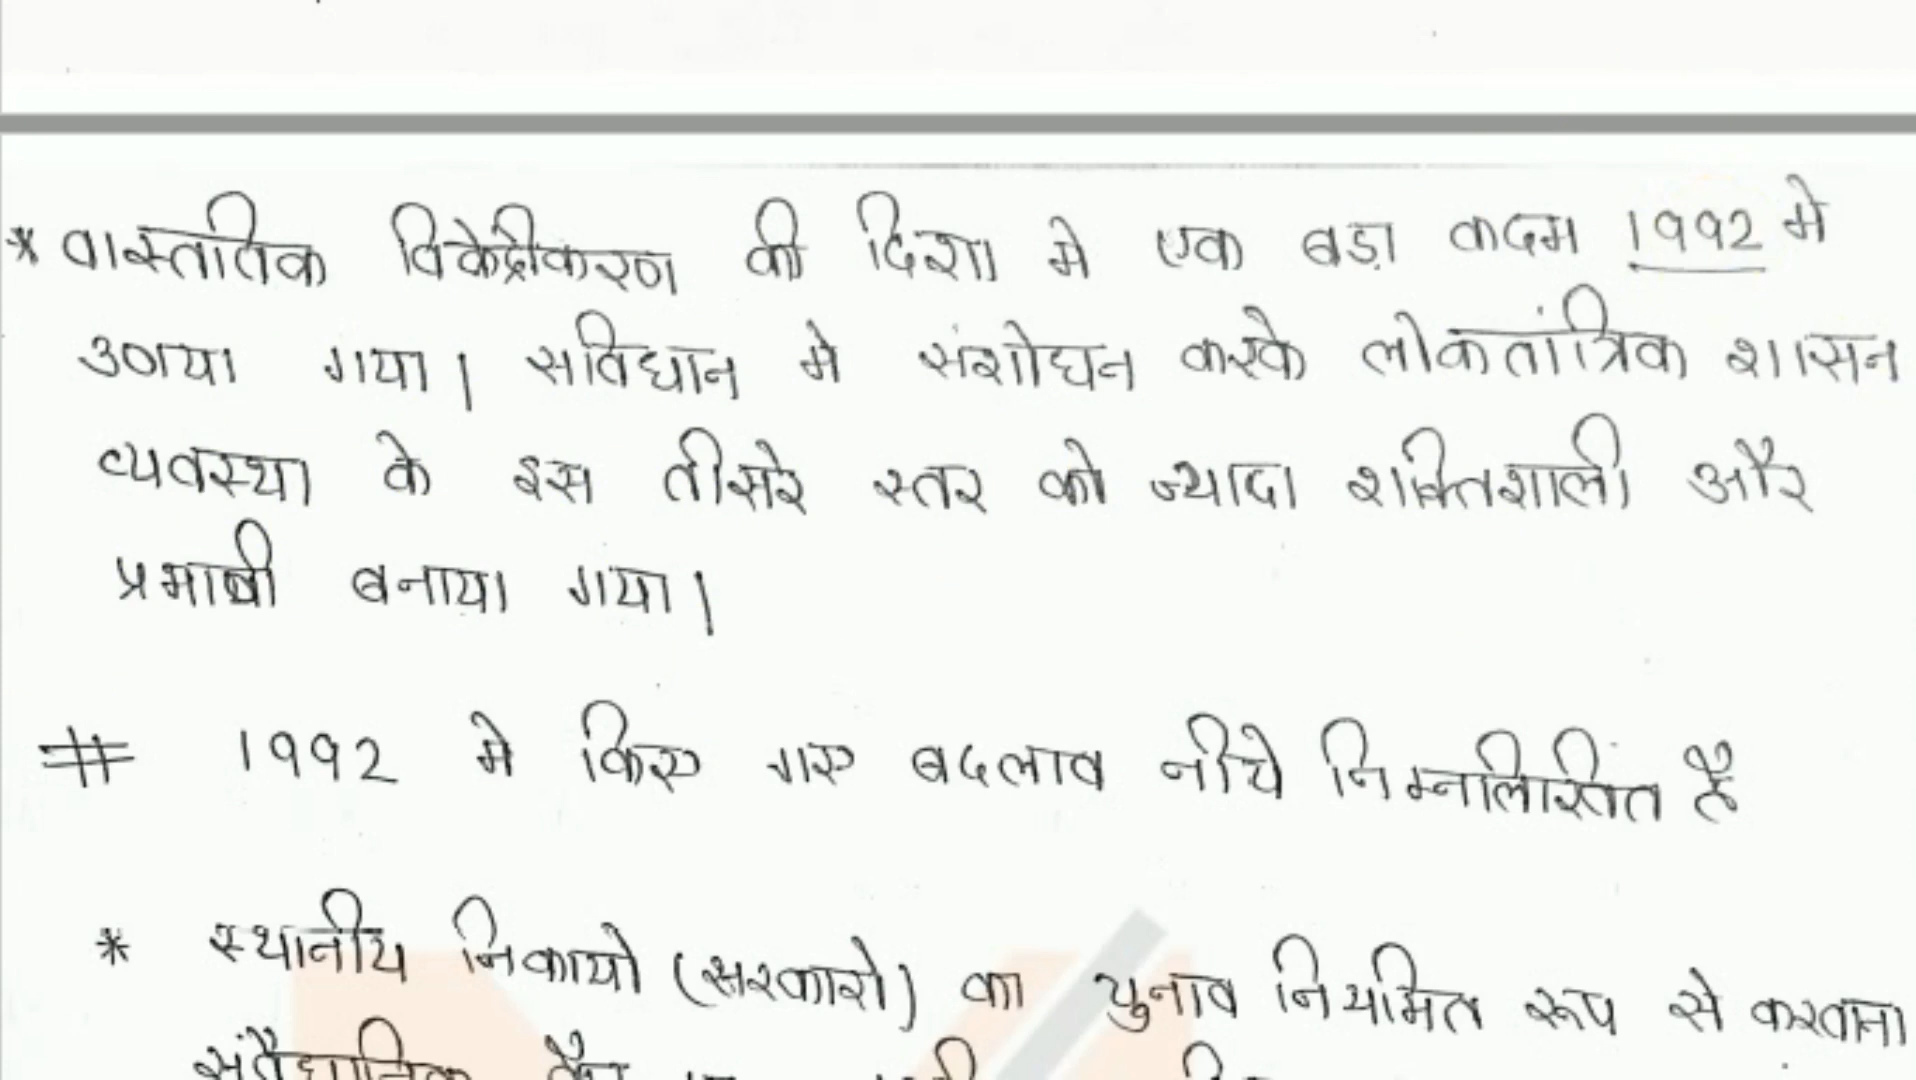 * वास्तविक विकेद्रीकरण की दिशा मे एक बड़ा कदम 1992 मे
उठाया गया। सविधान मे संशोधन करके लोकतांत्रिक शासन
व्यवस्था के इस तीसरे स्तर को ज्यादा शक्तिशाली और
प्रभावी बनाया गया।
# 1992 मे किए गए बदलाव नीचे निम्नलिखित है
* स्थानीय निकायो (सरकारो) का चुनाव नियमित रूप से करवाना
संवैधानिक